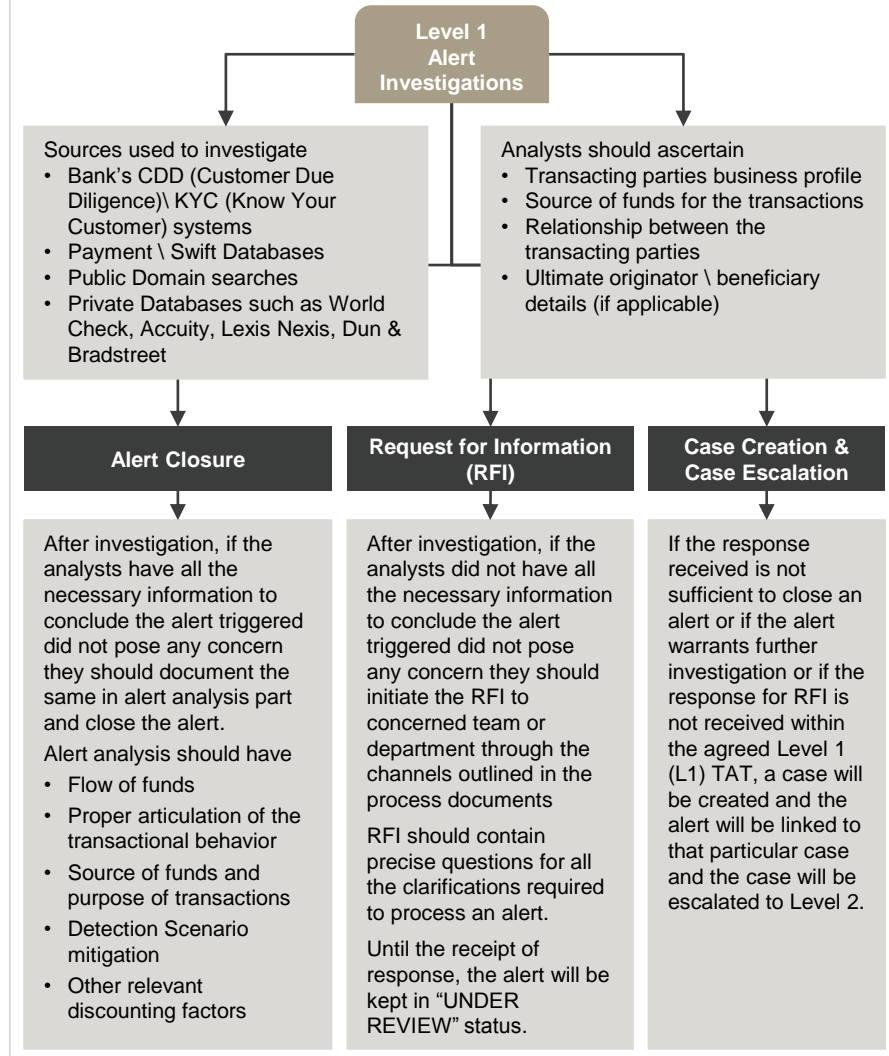 Level 1
Alert
Investigations
Sources used to investigate
• Bank's CDD (Customer Due
Diligence)\ KYC (Know Your
Customer) systems
• Payment \ Swift Databases
• Public Domain searches
• Private Databases such as World
Check, Accuity, Lexis Nexis, Dun &
Bradstreet
Analysts should ascertain
• Transacting parties business profile
• Source of funds for the transactions
• Relationship between the
transacting parties
• Ultimate originator \ beneficiary
details (if applicable)
Alert Closure
After investigation, if the
analysts have all the
necessary information to
conclude the alert triggered
did not pose any concern
they should document the
same in alert analysis part
and close the alert.
Alert analysis should have
• Flow of funds
• Proper articulation of the
transactional behavior
• Source of funds and
purpose of transactions
• Detection Scenario
mitigation
• Other relevant
discounting factors
Request for Information
(RFI)
After investigation, if the
analysts did not have all
the necessary information
to conclude the alert
triggered did not pose
any concern they should
initiate the RFI to
concerned team or
department through the
channels outlined in the
process documents
RFI should contain
precise questions for all
the clarifications required
to process an alert.
Until the receipt of
response, the alert will be
kept in “UNDER
REVIEW” status.
Case Creation &
Case Escalation
If the response
received is not
sufficient to close an
alert or if the alert
warrants further
investigation or if the
response for RFI is
not received within
the agreed Level 1
(L1) TAT, a case will
be created and the
alert will be linked to
that particular case
and the case will be
escalated to Level 2.